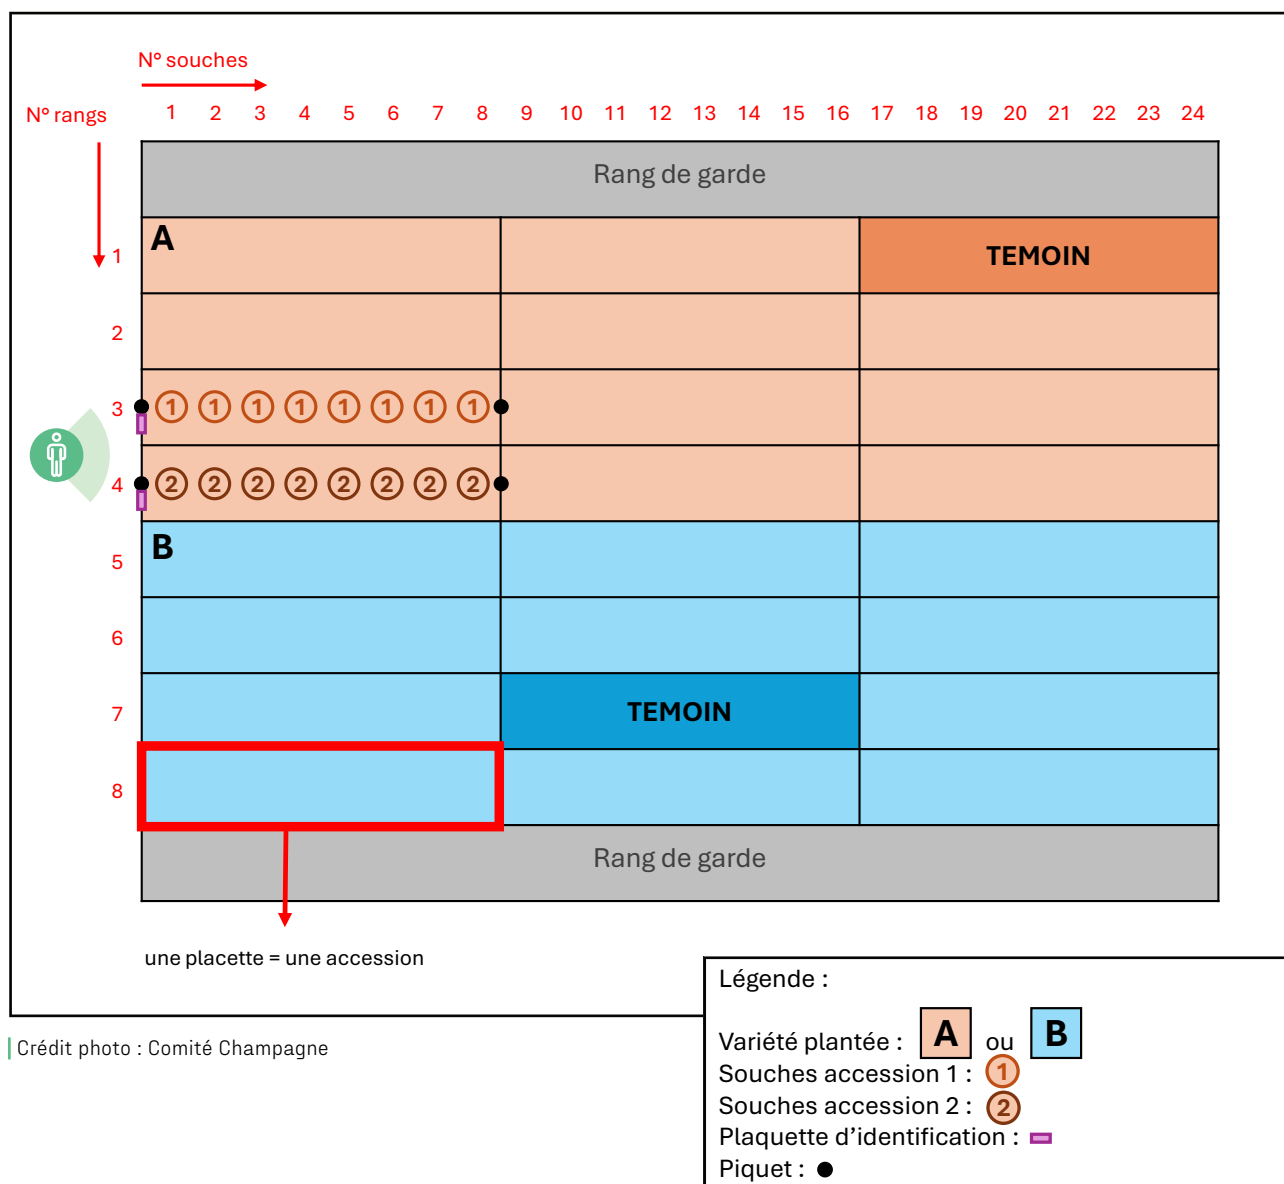 N° souches
N° rangs
1 2 3 4 5 6 7 8 9 10 11 12 13 14 15 16 17 18 19 20 21 22 23 24
Rang de garde
A
1
TEMOIN
2
3
1 1 1 1 1 1 1 1
4
2 2 2 2 2 2 2 2
B
5
6
7
TEMOIN
8
Rang de garde
une placette = une accession
Légende :
Variété plantée : A ou B
Souches accession 1 : 1
Souches accession 2 : 2
Plaquette d’identification :
Piquet :
Crédit photo : Comité Champagne